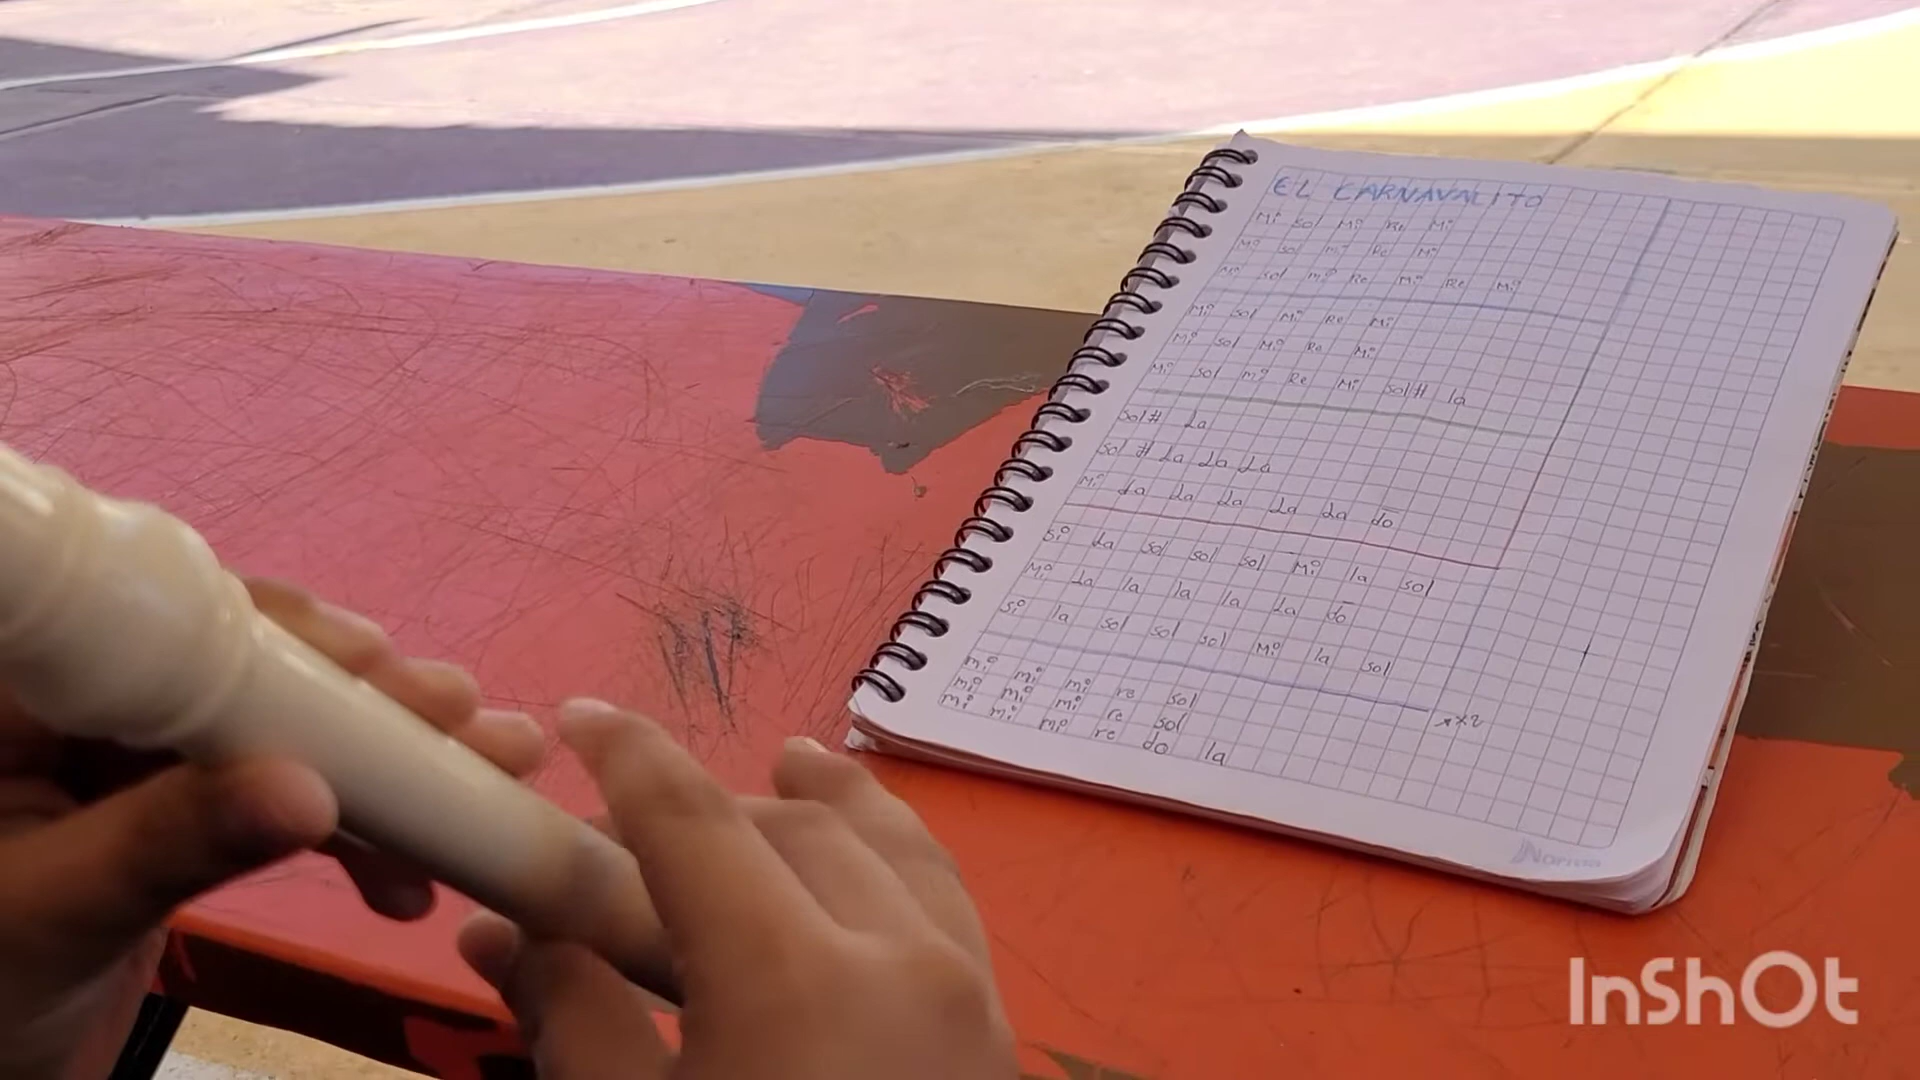 EL CARNAVALITO
Mi sol Mi Re Mi
Mi sol mi Re Mi
Mi sol mi Re Mi Re Mi
Mi sol Mi Re Mi
Mi sol Mi Re Mi
Mi sol mi Re Mi sol# la
Sol# La
Sol # La La La
Mi La La La La La do
Si La sol sol sol Mi la sol
Mi La la la la La do
Si la sol sol sol Mi la sol
x2
mi mi mi re sol
mi mi mi re sol
mi mi mi re do la
Norma
InShOt